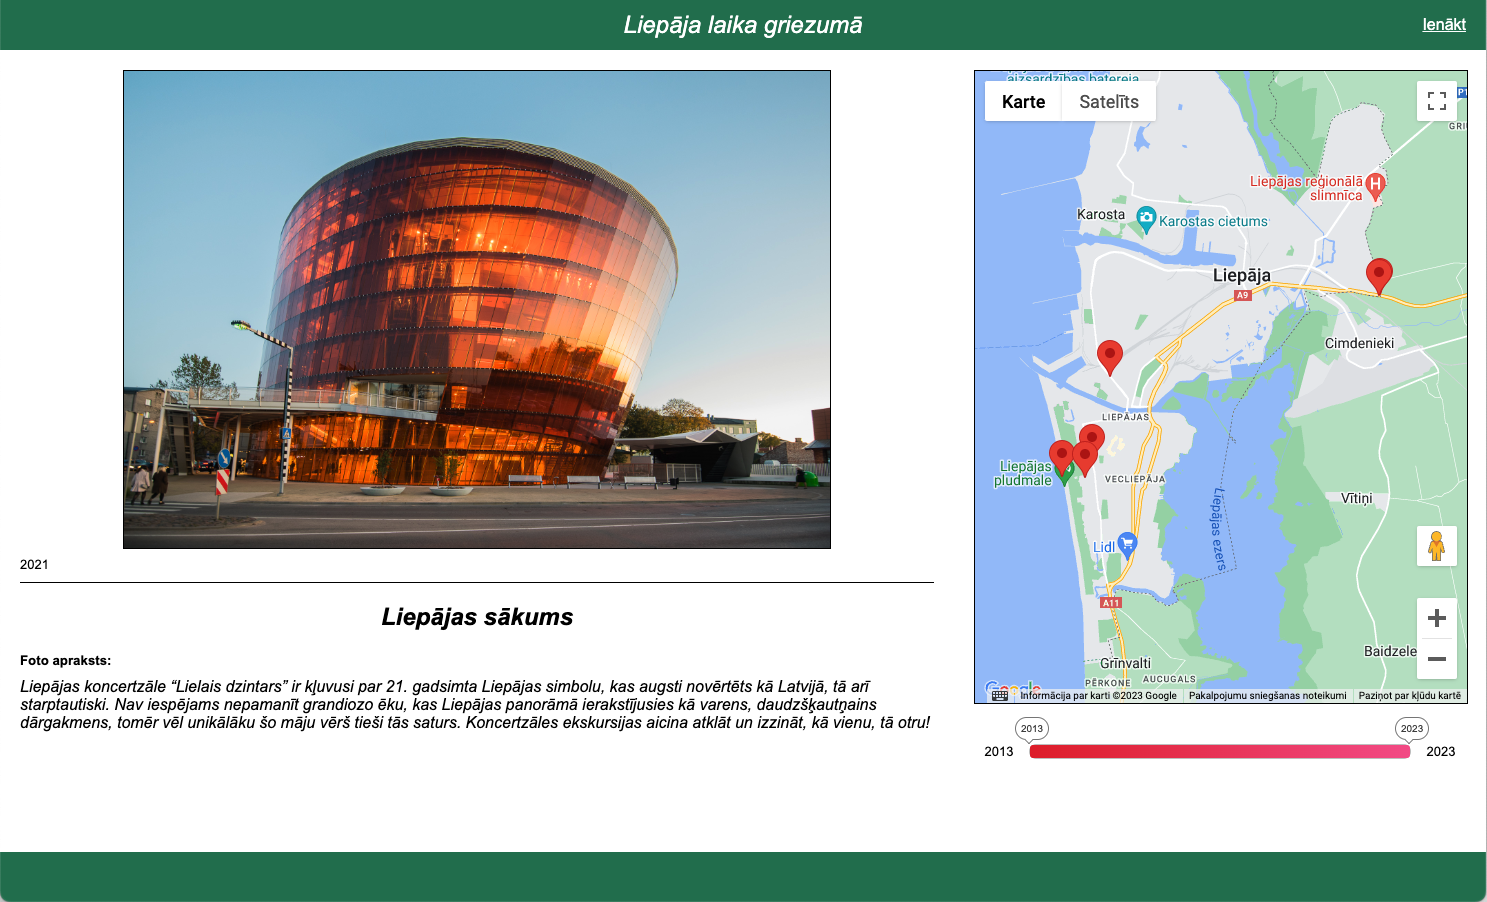 Liepāja laika griezumā
Ienākt
2021
Liepājas sākums
Foto apraksts:
Liepājas koncertzāle “Lielais dzintars” ir kļuvusi par 21. gadsimta Liepājas simbolu, kas augsti novērtēts kā Latvijā, tā arī
starptautiski. Nav iespējams nepamanīt grandiozo ēku, kas Liepājas panorāmā ierakstījusies kā varens, daudzšķautņains
dārgakmens, tomēr vēl unikālāku šo māju vērš tieši tās saturs. Koncertzāles ekskursijas aicina atklāt un izzināt, kā vienu, tā otru!
aizsardzības batereja
Karte
Satelīts
P1
Liepājas reģionālā
slimnīca
H
Karosta
Karostas cietums
Liepāja
A9
Cimdenieki
LIEPĀJAS
Liepājas
pludmale
VECLIEPĀJA
Vītiņi
Liepājas ezers
Lidl
A11
Grīnvalti
Baidzele
PĒRKONE
AUCUGALS
Google
Informācija par karti ©2023 Google
Pakalpojumu sniegšanas noteikumi
Paziņot par kļūdu kartē
2013
2023
2013
2023